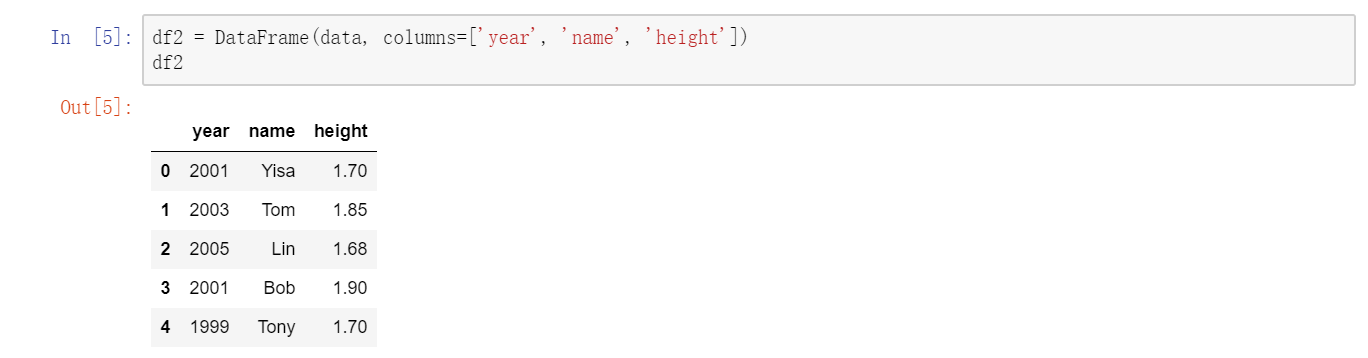 In [5]: df2 = DataFrame(data, columns=['year', 'name', 'height'])
df2
Out[5]:
year name height
0 2001 Yisa 1.70
1 2003 Tom 1.85
2 2005 Lin 1.68
3 2001 Bob 1.90
4 1999 Tony 1.70